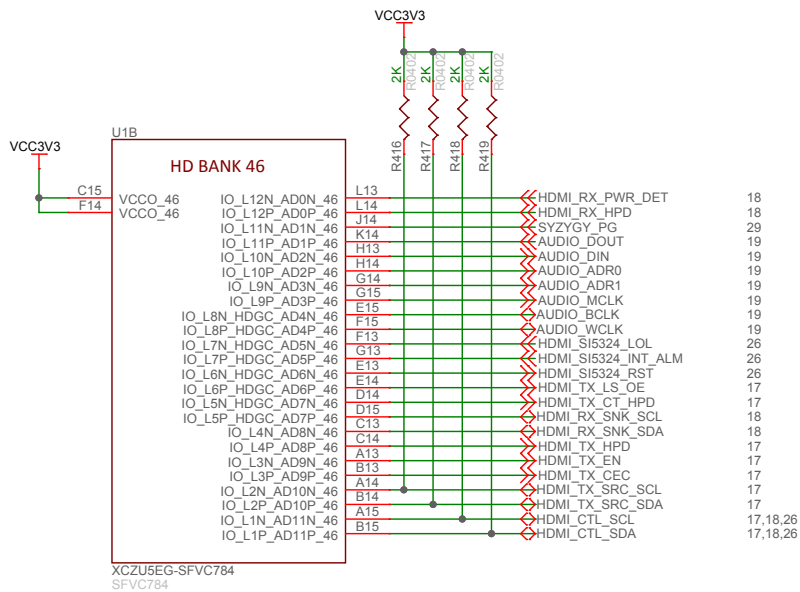 VCC3V3
2K R0402 2K R0402 2K R0402 2K R0402
R416 R417 R418 R419
U1B
VCC3V3
HD BANK 46
C15 VCCO_46
F14 VCCO_46
IO_L12N_AD0N_46 L13 HDMI_RX_PWR_DET 18
IO_L12P_AD0P_46 L14 HDMI_RX_HPD 18
IO_L11N_AD1N_46 J14 SYZYGY_PG 29
IO_L11P_AD1P_46 K14 AUDIO_DOUT 19
IO_L10N_AD2N_46 H13 AUDIO_DIN 19
IO_L10P_AD2P_46 H14 AUDIO_ADR0 19
IO_L9N_AD3N_46 G14 AUDIO_ADR1 19
IO_L9P_AD3P_46 G15 AUDIO_MCLK 19
IO_L8N_HDGC_AD4N_46 E15 AUDIO_BCLK 19
IO_L8P_HDGC_AD4P_46 F15 AUDIO_WCLK 19
IO_L7N_HDGC_AD5N_46 F13 HDMI_SI5324_LOL 26
IO_L7P_HDGC_AD5P_46 G13 HDMI_SI5324_INT_ALM 26
IO_L6N_HDGC_AD6N_46 E13 HDMI_SI5324_RST 26
IO_L6P_HDGC_AD6P_46 E14 HDMI_TX_LS_OE 17
IO_L5N_HDGC_AD7N_46 D14 HDMI_TX_CT_HPD 17
IO_L5P_HDGC_AD7P_46 D15 HDMI_RX_SNK_SCL 18
IO_L4N_AD8N_46 C13 HDMI_RX_SNK_SDA 18
IO_L4P_AD8P_46 C14 HDMI_TX_HPD 17
IO_L3N_AD9N_46 A13 HDMI_TX_EN 17
IO_L3P_AD9P_46 B13 HDMI_TX_CEC 17
IO_L2N_AD10N_46 A14 HDMI_TX_SRC_SCL 17
IO_L2P_AD10P_46 B14 HDMI_TX_SRC_SDA 17
IO_L1N_AD11N_46 A15 HDMI_CTL_SCL 17,18,26
IO_L1P_AD11P_46 B15 HDMI_CTL_SDA 17,18,26
XCZU5EG-SFVC784
SFVC784